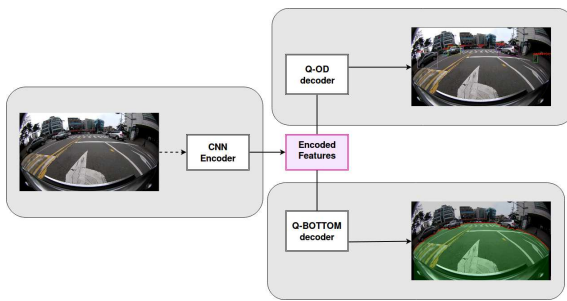 Q-OD
decoder
CNN
Encoder
Encoded
Features
Q-BOTTOM
decoder